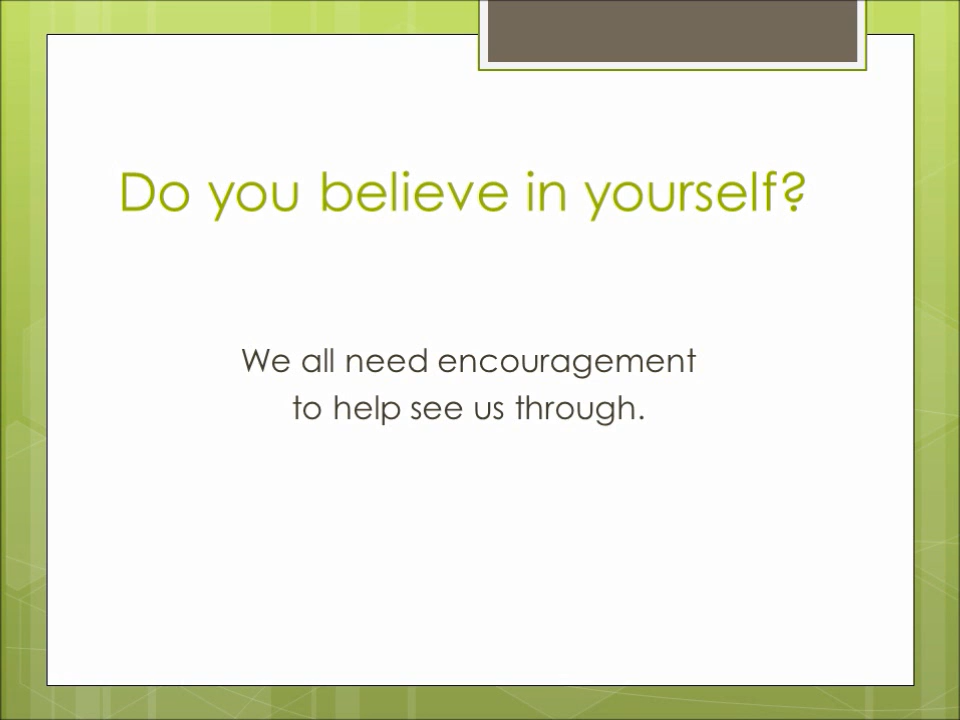 Do you believe in yourself?
We all need encouragement
to help see us through.